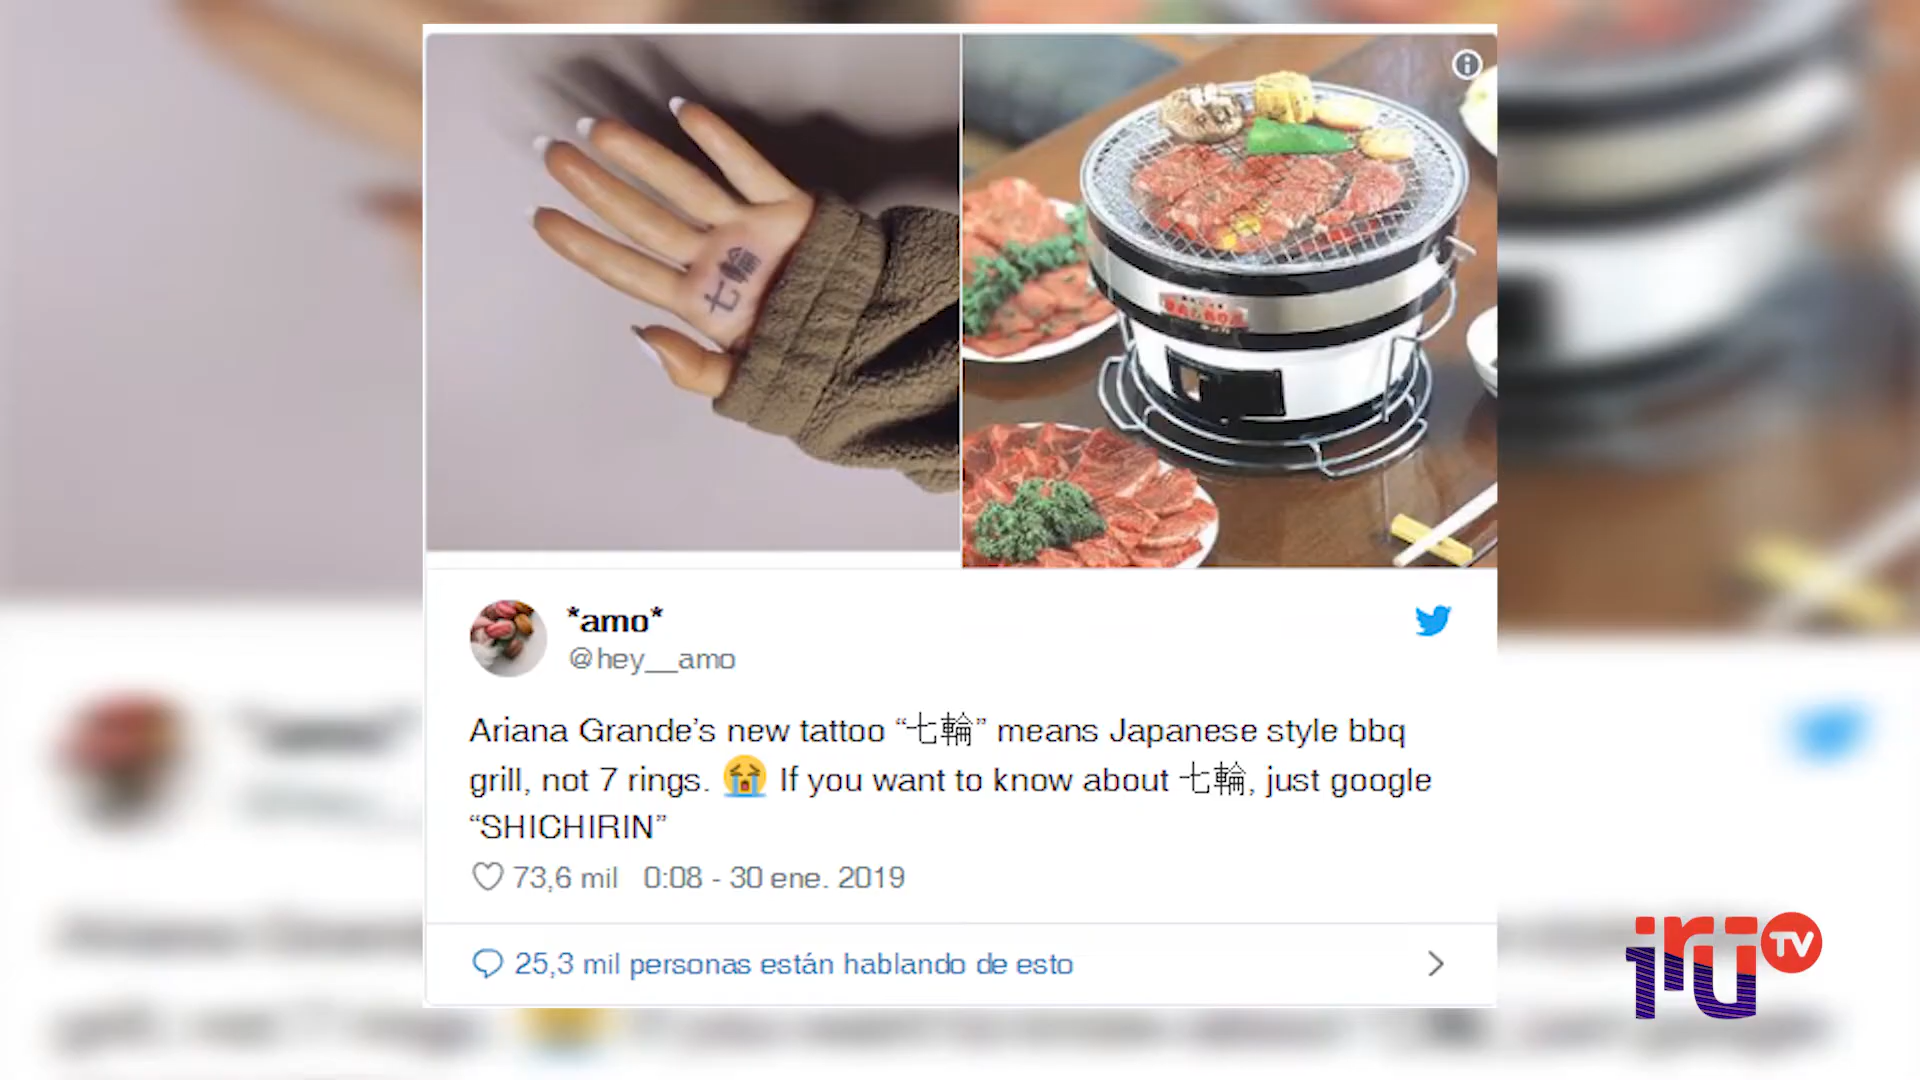 七輪
*amo*
@hey__amo
Ariana Grande’s new tattoo “七輪” means Japanese style bbq
grill, not 7 rings. 😭 If you want to know about 七輪, just google
“SHICHIRIN”
73,6 mil 0:08 - 30 ene. 2019
25,3 mil personas están hablando de esto
irú TV